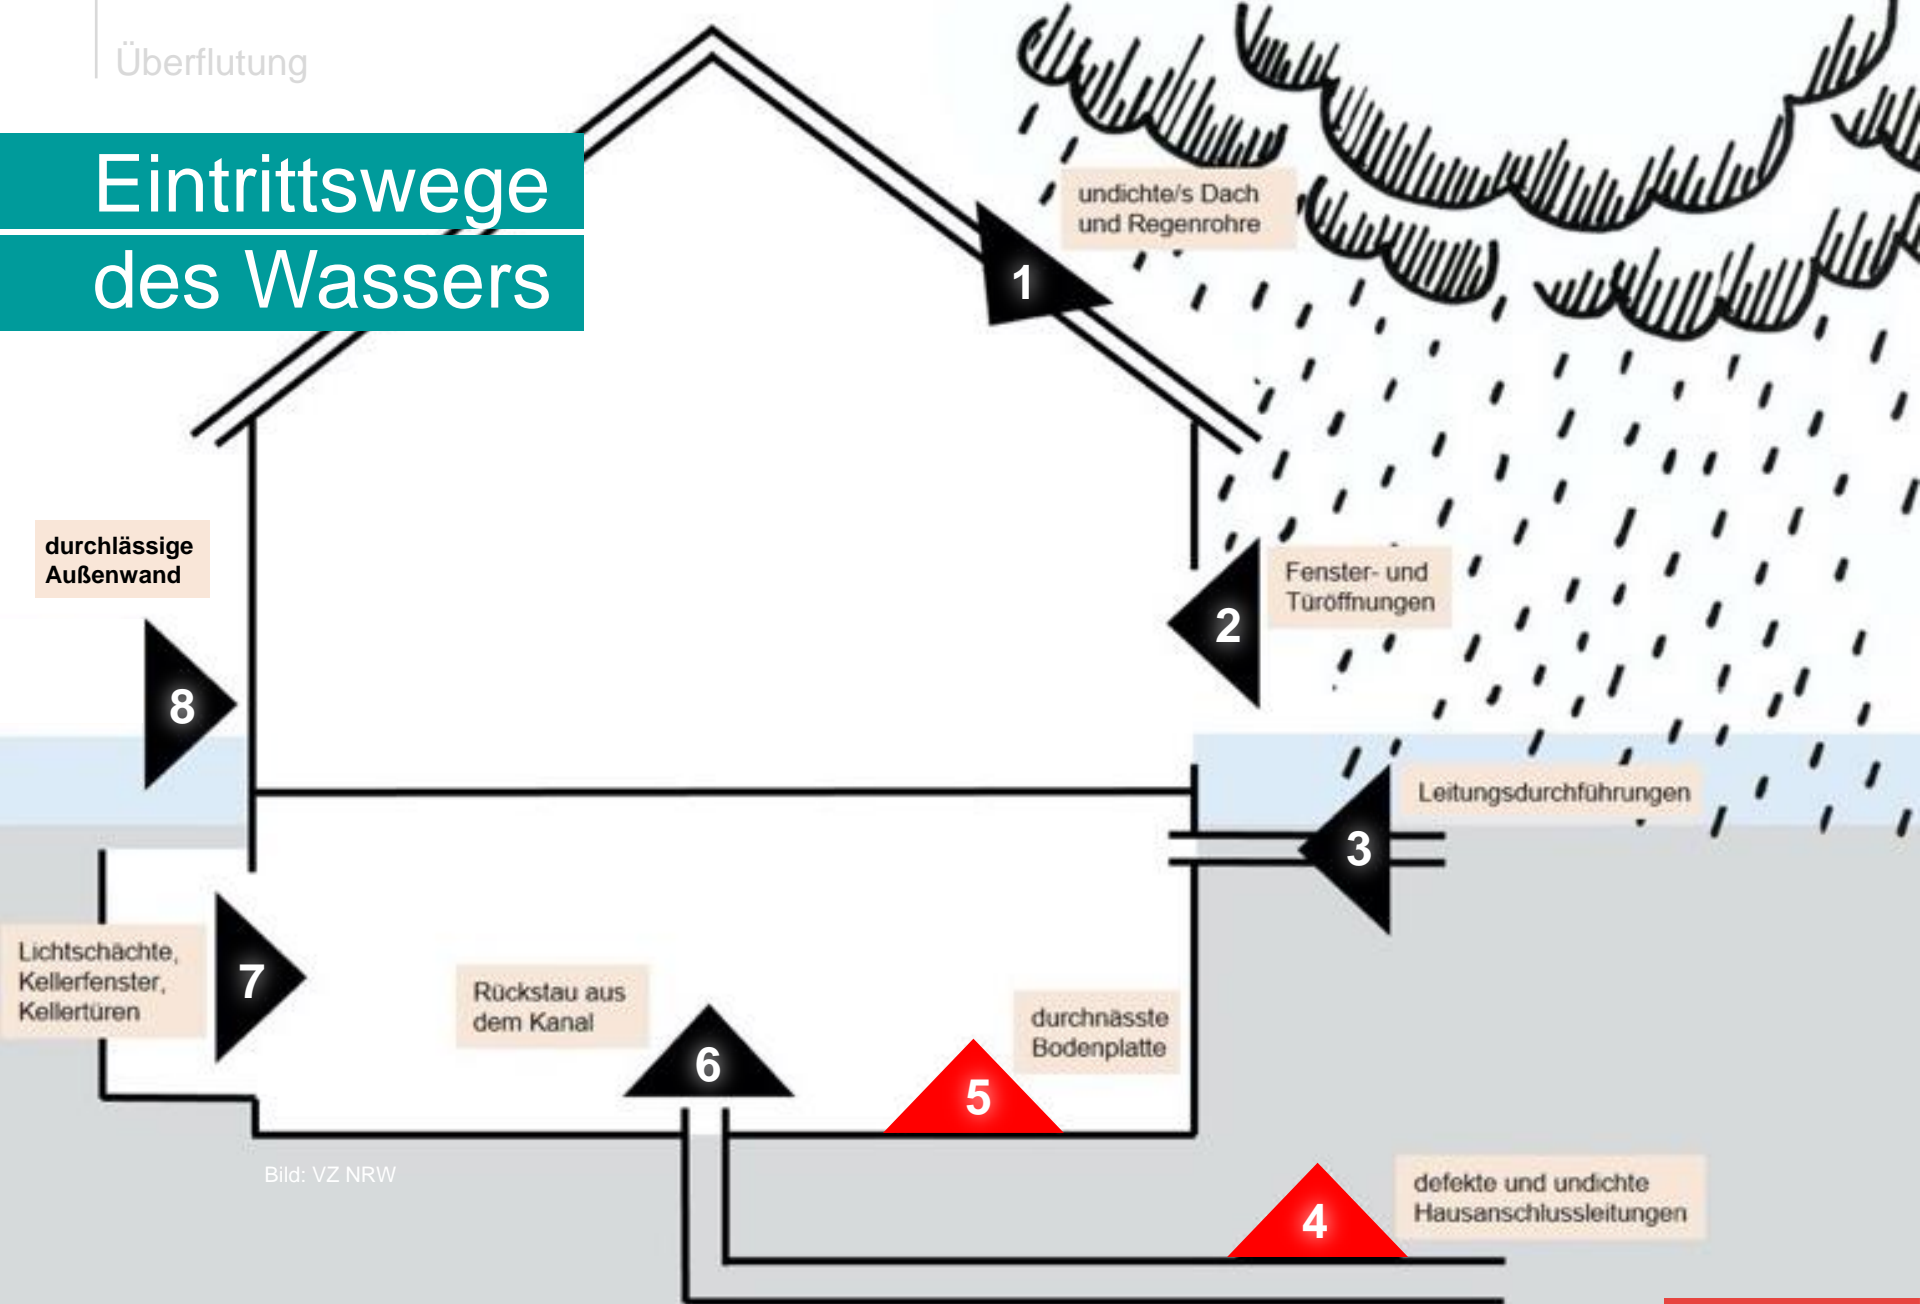 Überflutung
Eintrittswege
des Wassers
undichte/s Dach
und Regenrohre
1
durchlässige
Außenwand
Fenster- und
Türöffnungen
2
8
Leitungsdurchführungen
3
Lichtschächte,
Kellerfenster,
Kellertüren
7
Rückstau aus
dem Kanal
6
durchnässte
Bodenplatte
5
Bild: VZ NRW
defekte und undichte
Hausanschlussleitungen
4